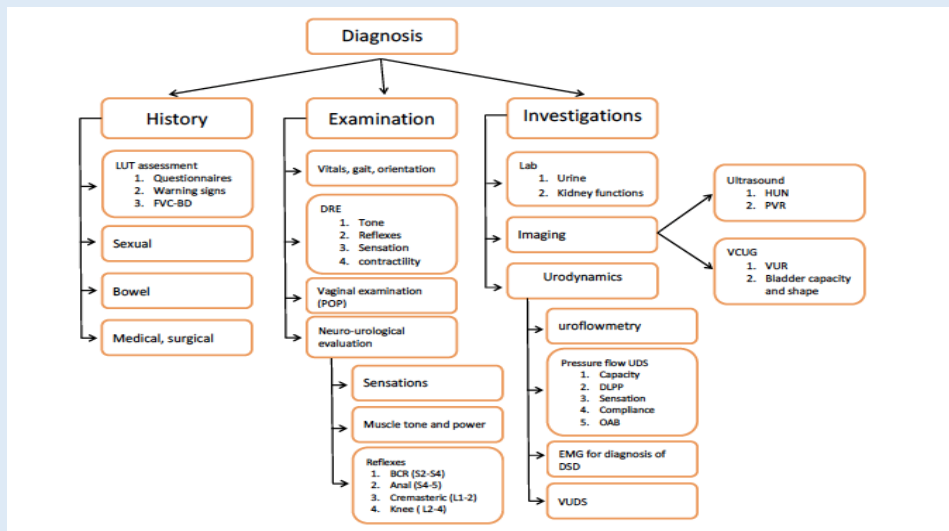 Diagnosis
History
LUT assessment
1. Questionnaires
2. Warning signs
3. FVC-BD
Sexual
Bowel
Medical, surgical
Examination
Vitals, gait, orientation
DRE
1. Tone
2. Reflexes
3. Sensation
4. contractility
Vaginal examination
(POP)
Neuro-urological
evaluation
Sensations
Muscle tone and power
Reflexes
1. BCR (S2-S4)
2. Anal (S4-5)
3. Cremasteric (L1-2)
4. Knee ( L2-4)
Investigations
Lab
1. Urine
2. Kidney functions
Imaging
Ultrasound
1. HUN
2. PVR
VCUG
1. VUR
2. Bladder capacity
and shape
Urodynamics
uroflowmetry
Pressure flow UDS
1. Capacity
2. DLPP
3. Sensation
4. Compliance
5. OAB
EMG for diagnosis of
DSD
VUDS